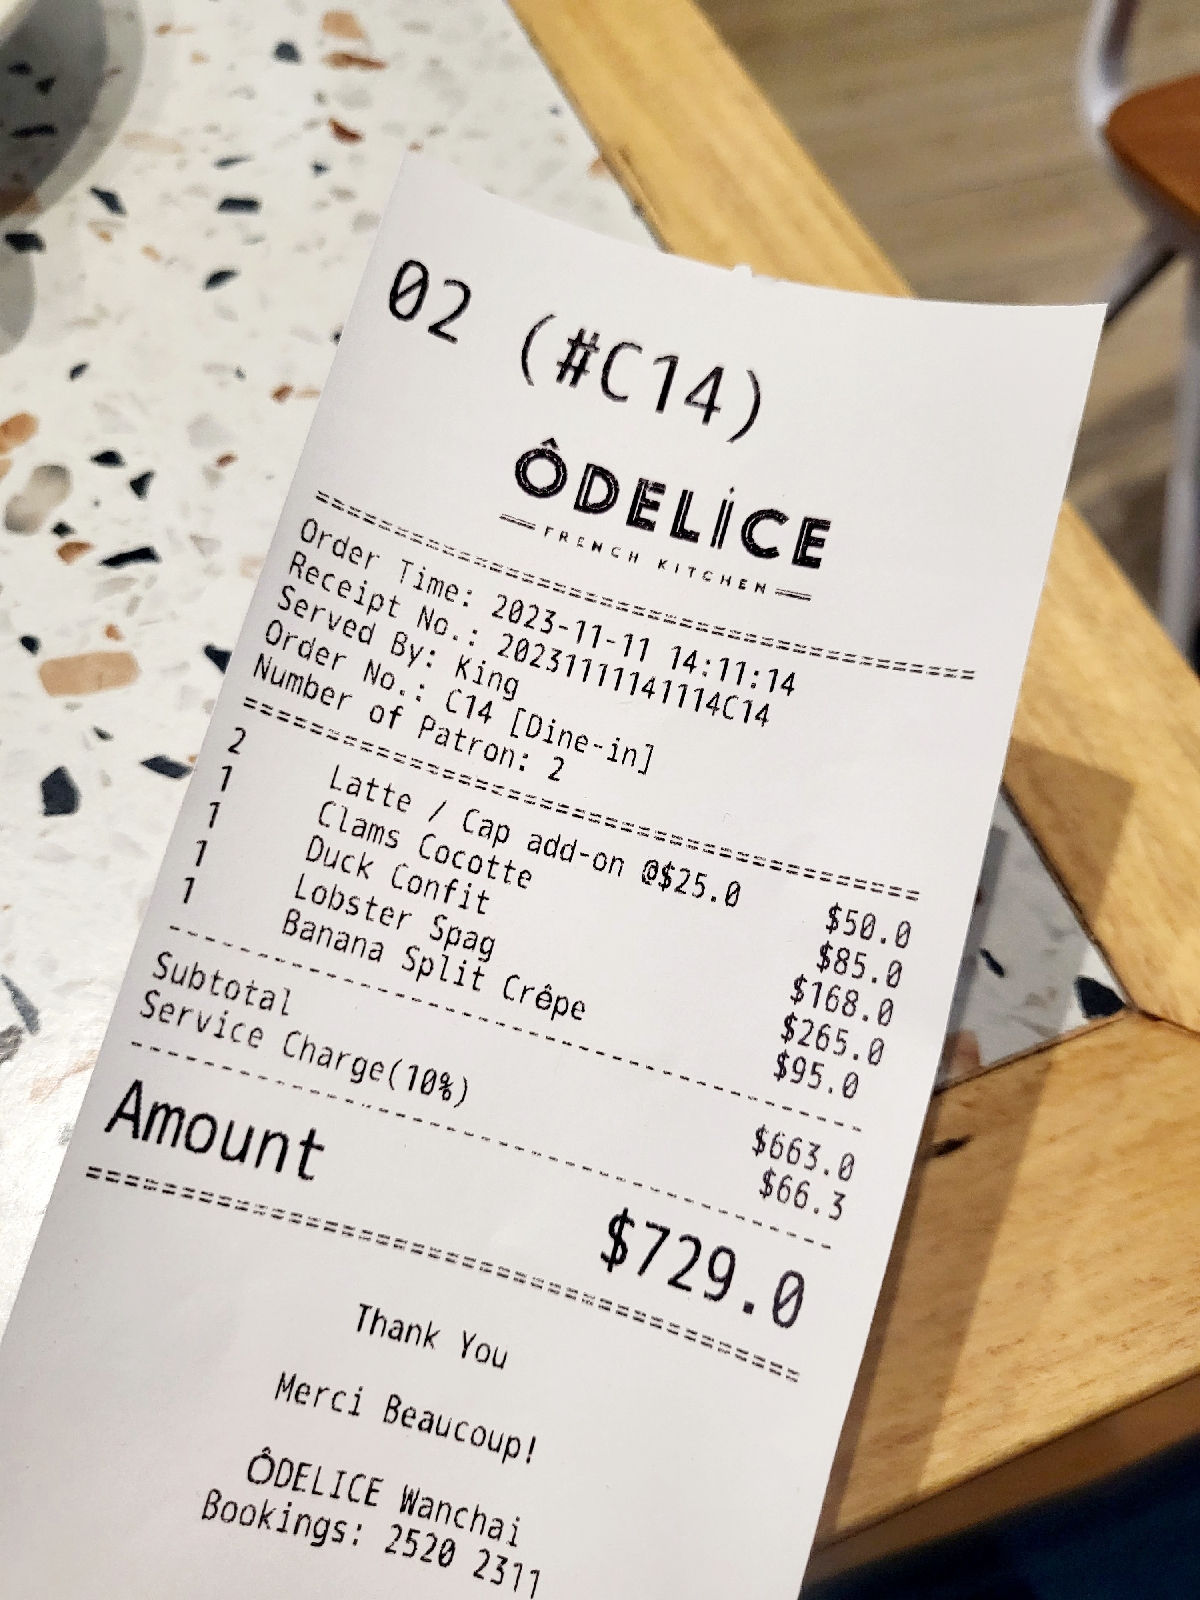 02 (#C14)
ÔDELİCE
FRENCH KITCHEN
=========================================
Order Time: 2023-11-11 14:11:14
Receipt No.: 20231111141114C14
Served By: King
Order No.: C14 [Dine-in]
Number of Patron: 2
=========================================
2 Latte / Cap add-on @$25.0 $50.0
1 Clams Cocotte $85.0
1 Duck Confit $168.0
1 Lobster Spag $265.0
1 Banana Split Crêpe $95.0
-----------------------------------------
Subtotal $663.0
Service Charge(10%) $66.3
-----------------------------------------
Amount $729.0
=========================================
Thank You
Merci Beaucoup!
ÔDELICE Wanchai
Bookings: 2520 2311